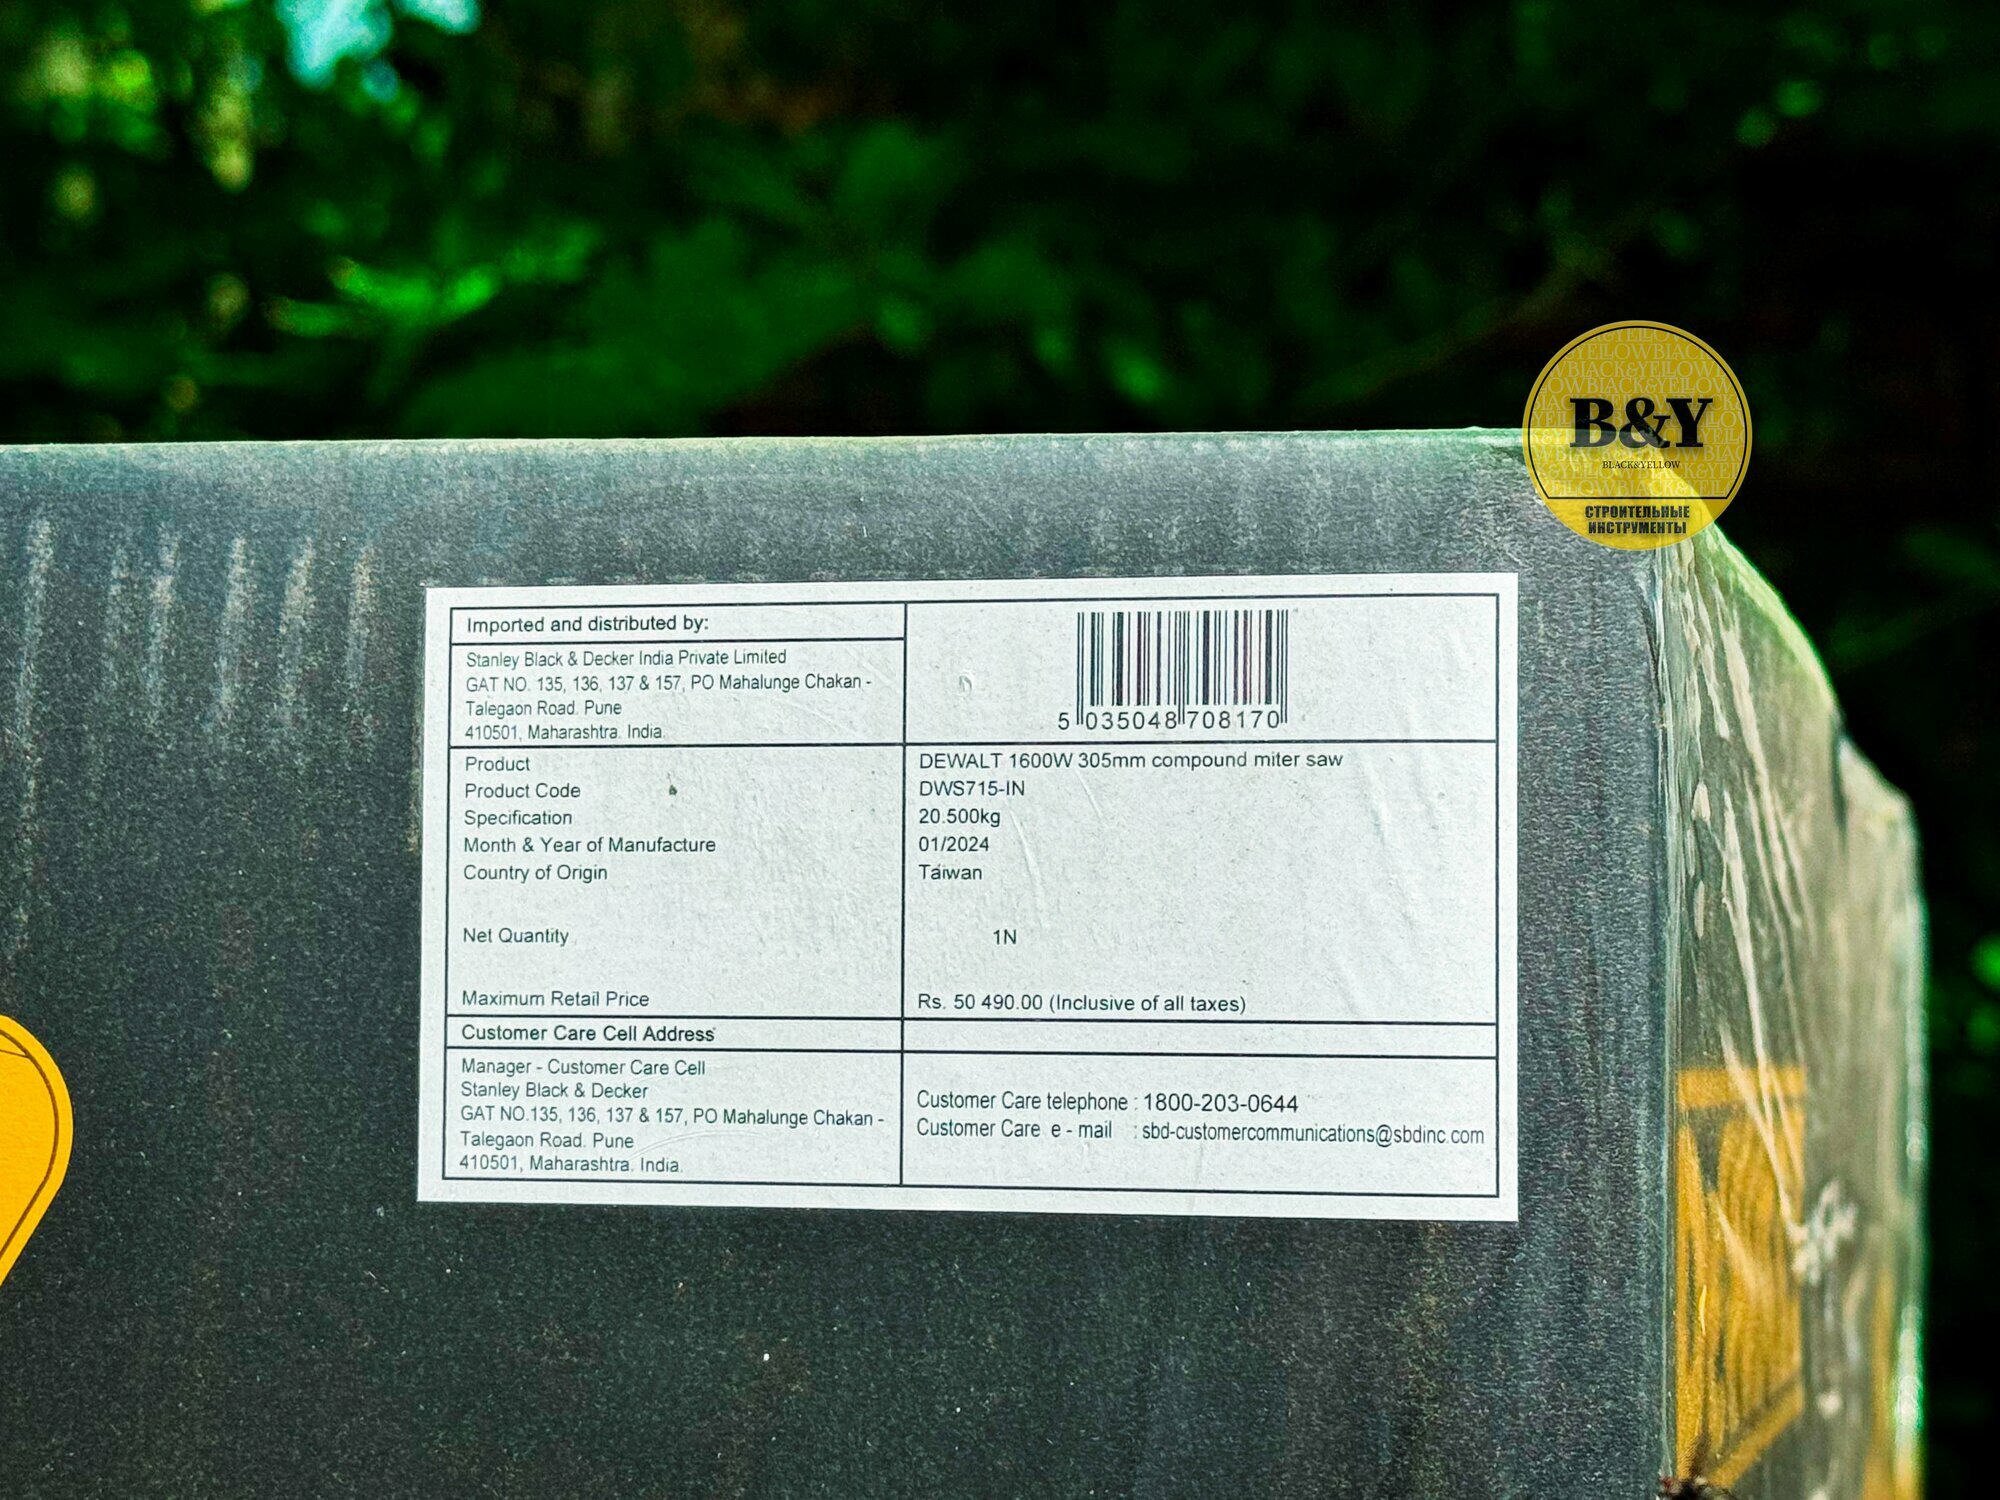 B&Y
BLACK&YELLOW
СТРОИТЕЛЬНЫЕ
ИНСТРУМЕНТЫ
Imported and distributed by:
Stanley Black & Decker India Private Limited
GAT NO. 135, 136, 137 & 157, PO Mahalunge Chakan -
Talegaon Road. Pune
410501, Maharashtra. India.
5 035048 708170
Product DEWALT 1600W 305mm compound miter saw
Product Code DWS715-IN
Specification 20.500kg
Month & Year of Manufacture 01/2024
Country of Origin Taiwan
Net Quantity 1N
Maximum Retail Price Rs. 50 490.00 (Inclusive of all taxes)
Customer Care Cell Address
Manager - Customer Care Cell
Stanley Black & Decker
GAT NO.135, 136, 137 & 157, PO Mahalunge Chakan -
Talegaon Road. Pune
410501, Maharashtra. India.
Customer Care telephone : 1800-203-0644
Customer Care e - mail : sbd-customercommunications@sbdinc.com